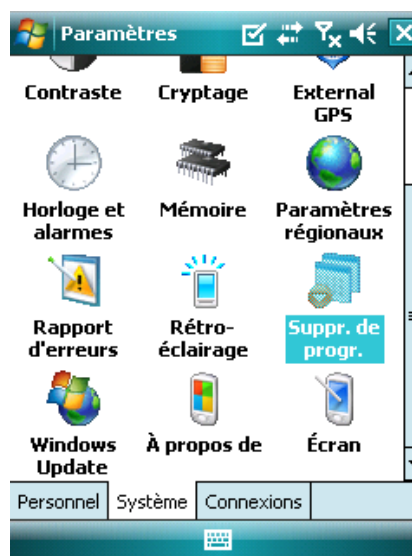 Paramètres
Contraste
Cryptage
External
GPS
Horloge et
alarmes
Mémoire
Paramètres
régionaux
Rapport
d'erreurs
Rétro-
éclairage
Suppr. de
progr.
Windows
Update
À propos de
Écran
Personnel
Système
Connexions